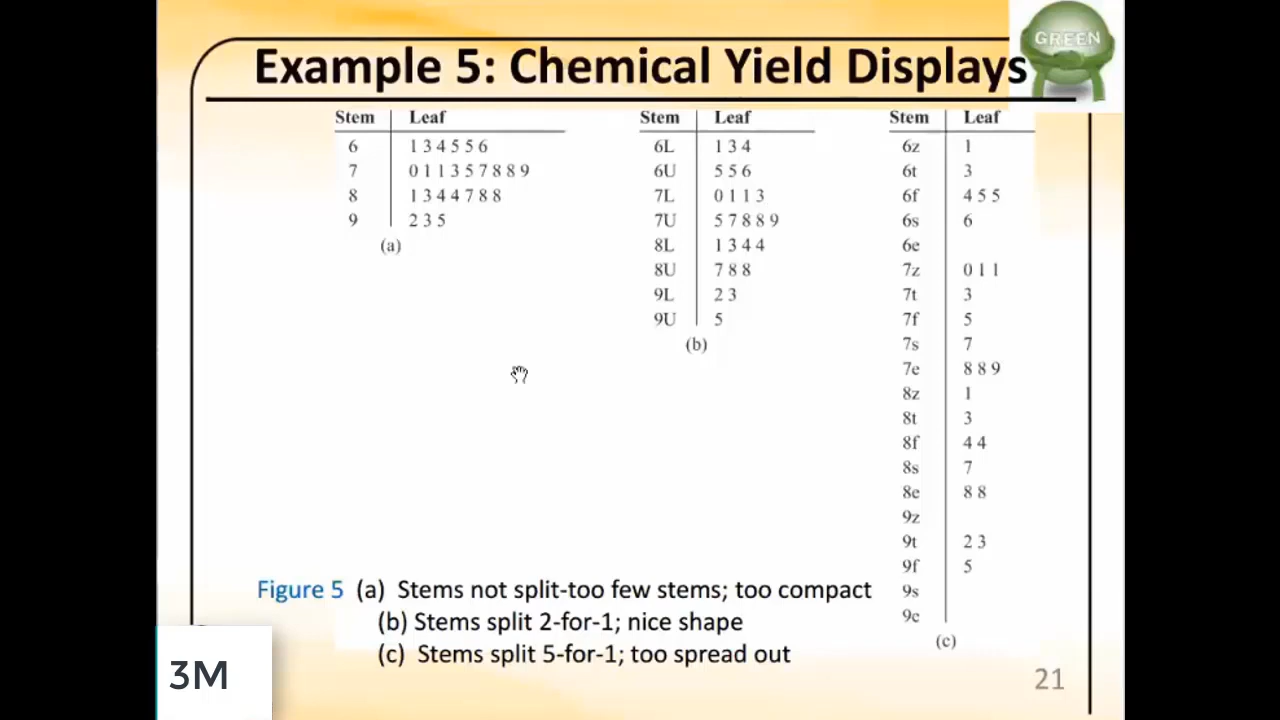 GREEN
Example 5: Chemical Yield Displays
Stem Leaf
6 1 3 4 5 5 6
7 0 1 1 3 5 7 8 8 9
8 1 3 4 4 7 8 8
9 2 3 5
(a)
Stem Leaf
6L 1 3 4
6U 5 5 6
7L 0 1 1 3
7U 5 7 8 8 9
8L 1 3 4 4
8U 7 8 8
9L 2 3
9U 5
(b)
Stem Leaf
6z 1
6t 3
6f 4 5 5
6s 6
6e
7z 0 1 1
7t 3
7f 5
7s 7
7e 8 8 9
8z 1
8t 3
8f 4 4
8s 7
8e 8 8
9z
9t 2 3
9f 5
9s
9e
(c)
Figure 5 (a) Stems not split-too few stems; too compact
(b) Stems split 2-for-1; nice shape
(c) Stems split 5-for-1; too spread out
3M
21